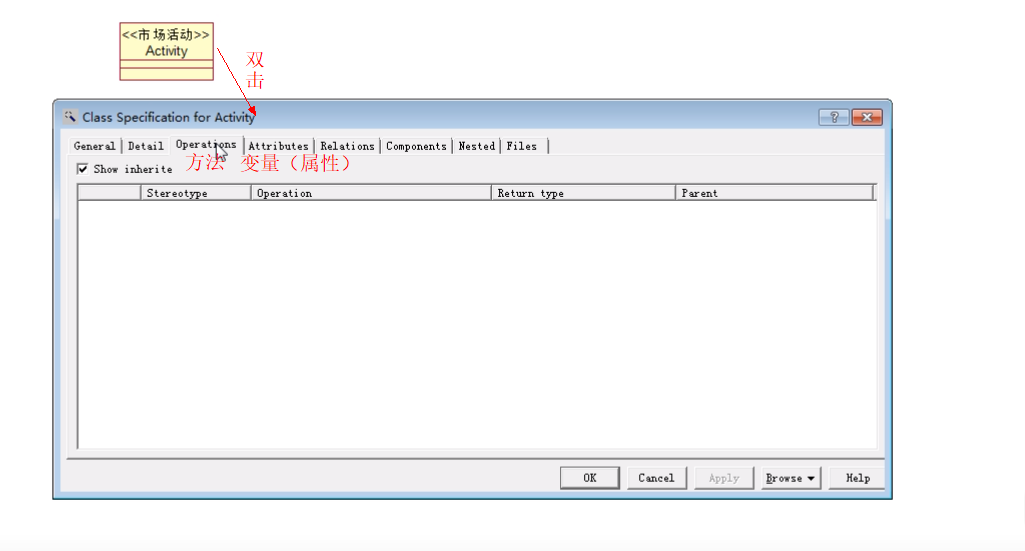 <<市场活动>>
Activity
双
击
Class Specification for Activity
General Detail Operations Attributes Relations Components Nested Files
方法 变量（属性）
Show inherite
Stereotype Operation Return type Parent
OK Cancel Apply Browse Help